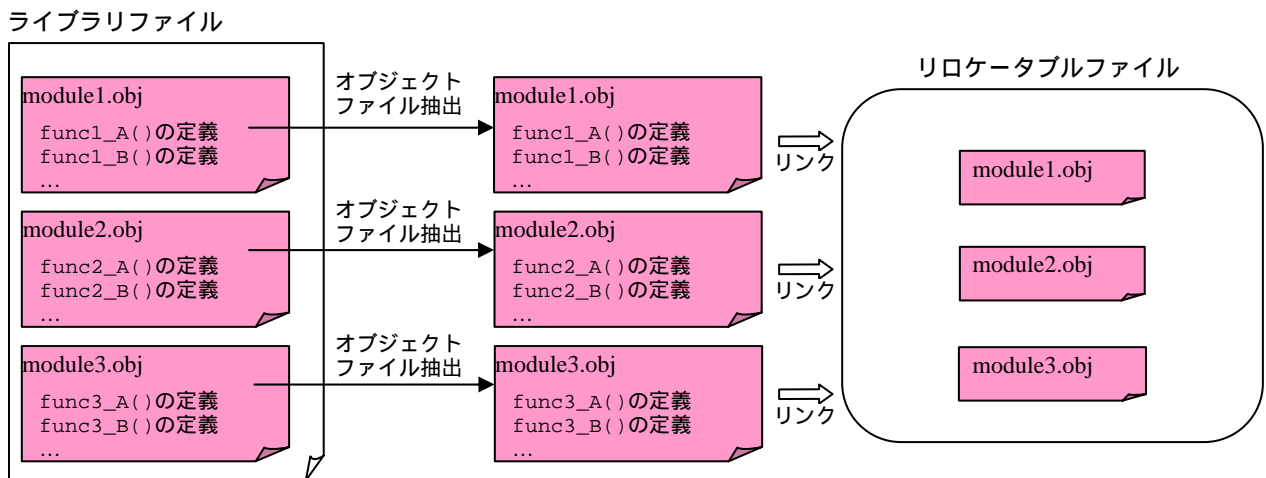 ライブラリファイル
module1.obj
func1_A()の定義
func1_B()の定義
...
オブジェクト
ファイル抽出
module1.obj
func1_A()の定義
func1_B()の定義
...
リンク
module2.obj
func2_A()の定義
func2_B()の定義
...
オブジェクト
ファイル抽出
module2.obj
func2_A()の定義
func2_B()の定義
...
リンク
module3.obj
func3_A()の定義
func3_B()の定義
...
オブジェクト
ファイル抽出
module3.obj
func3_A()の定義
func3_B()の定義
...
リンク
リロケータブルファイル
module1.obj
module2.obj
module3.obj